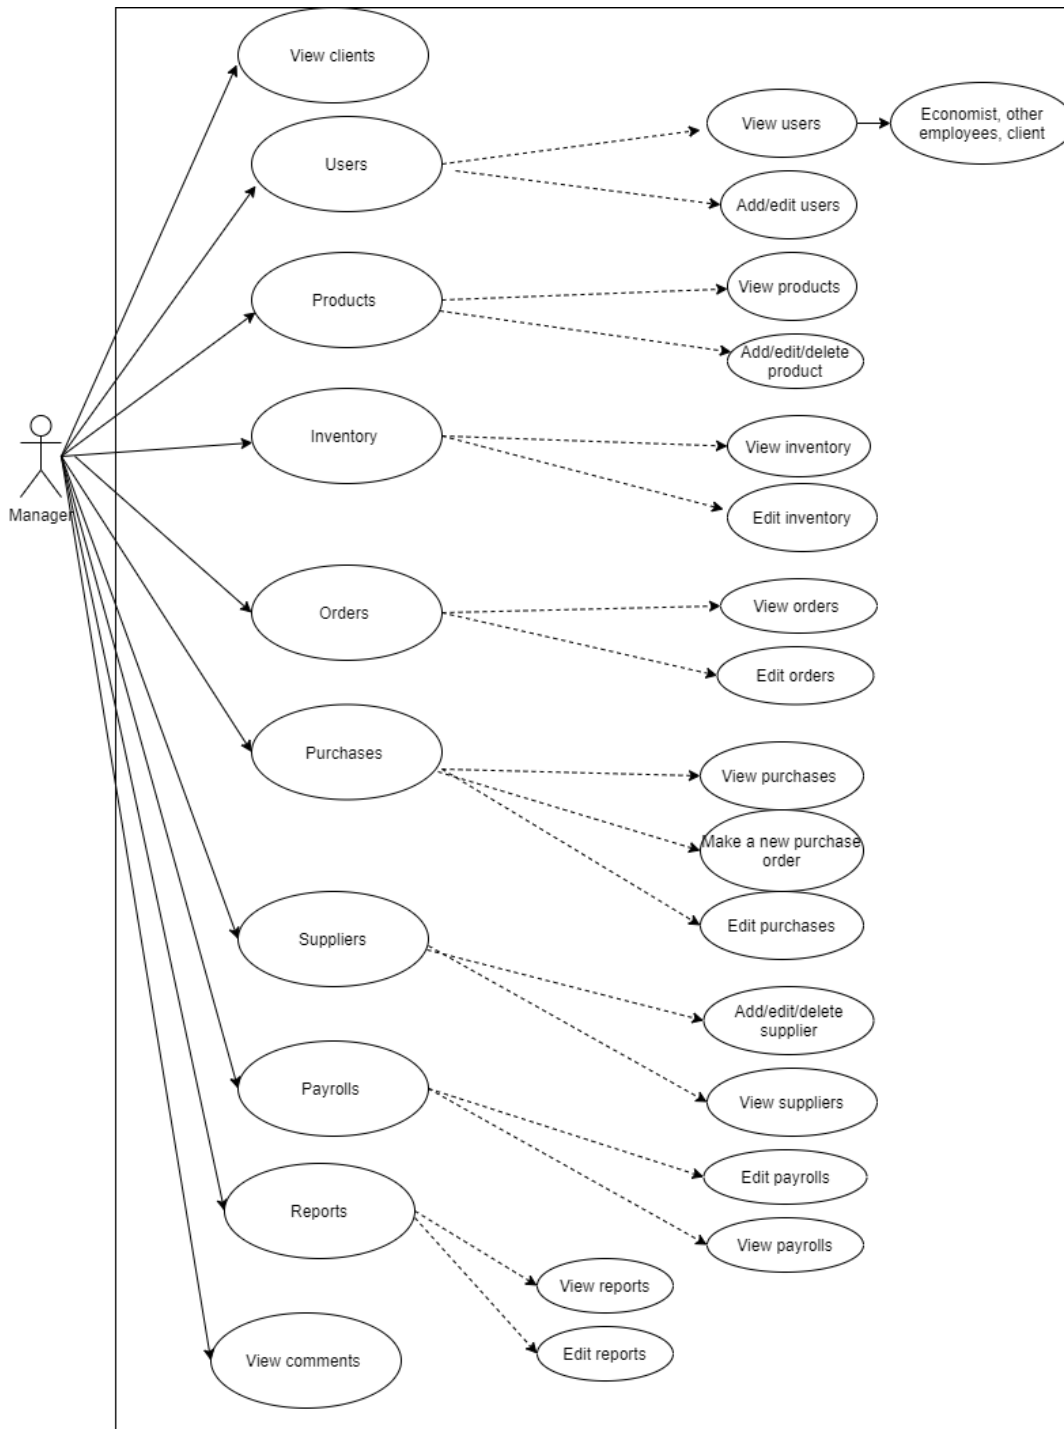 View clients
View users
Economist, other
employees, client
Users
Add/edit users
View products
Products
Add/edit/delete
product
Inventory
View inventory
Edit inventory
Manager
View orders
Orders
Edit orders
Purchases
View purchases
Make a new purchase
order
Edit purchases
Suppliers
Add/edit/delete
supplier
View suppliers
Payrolls
Edit payrolls
Reports
View payrolls
View reports
View comments
Edit reports